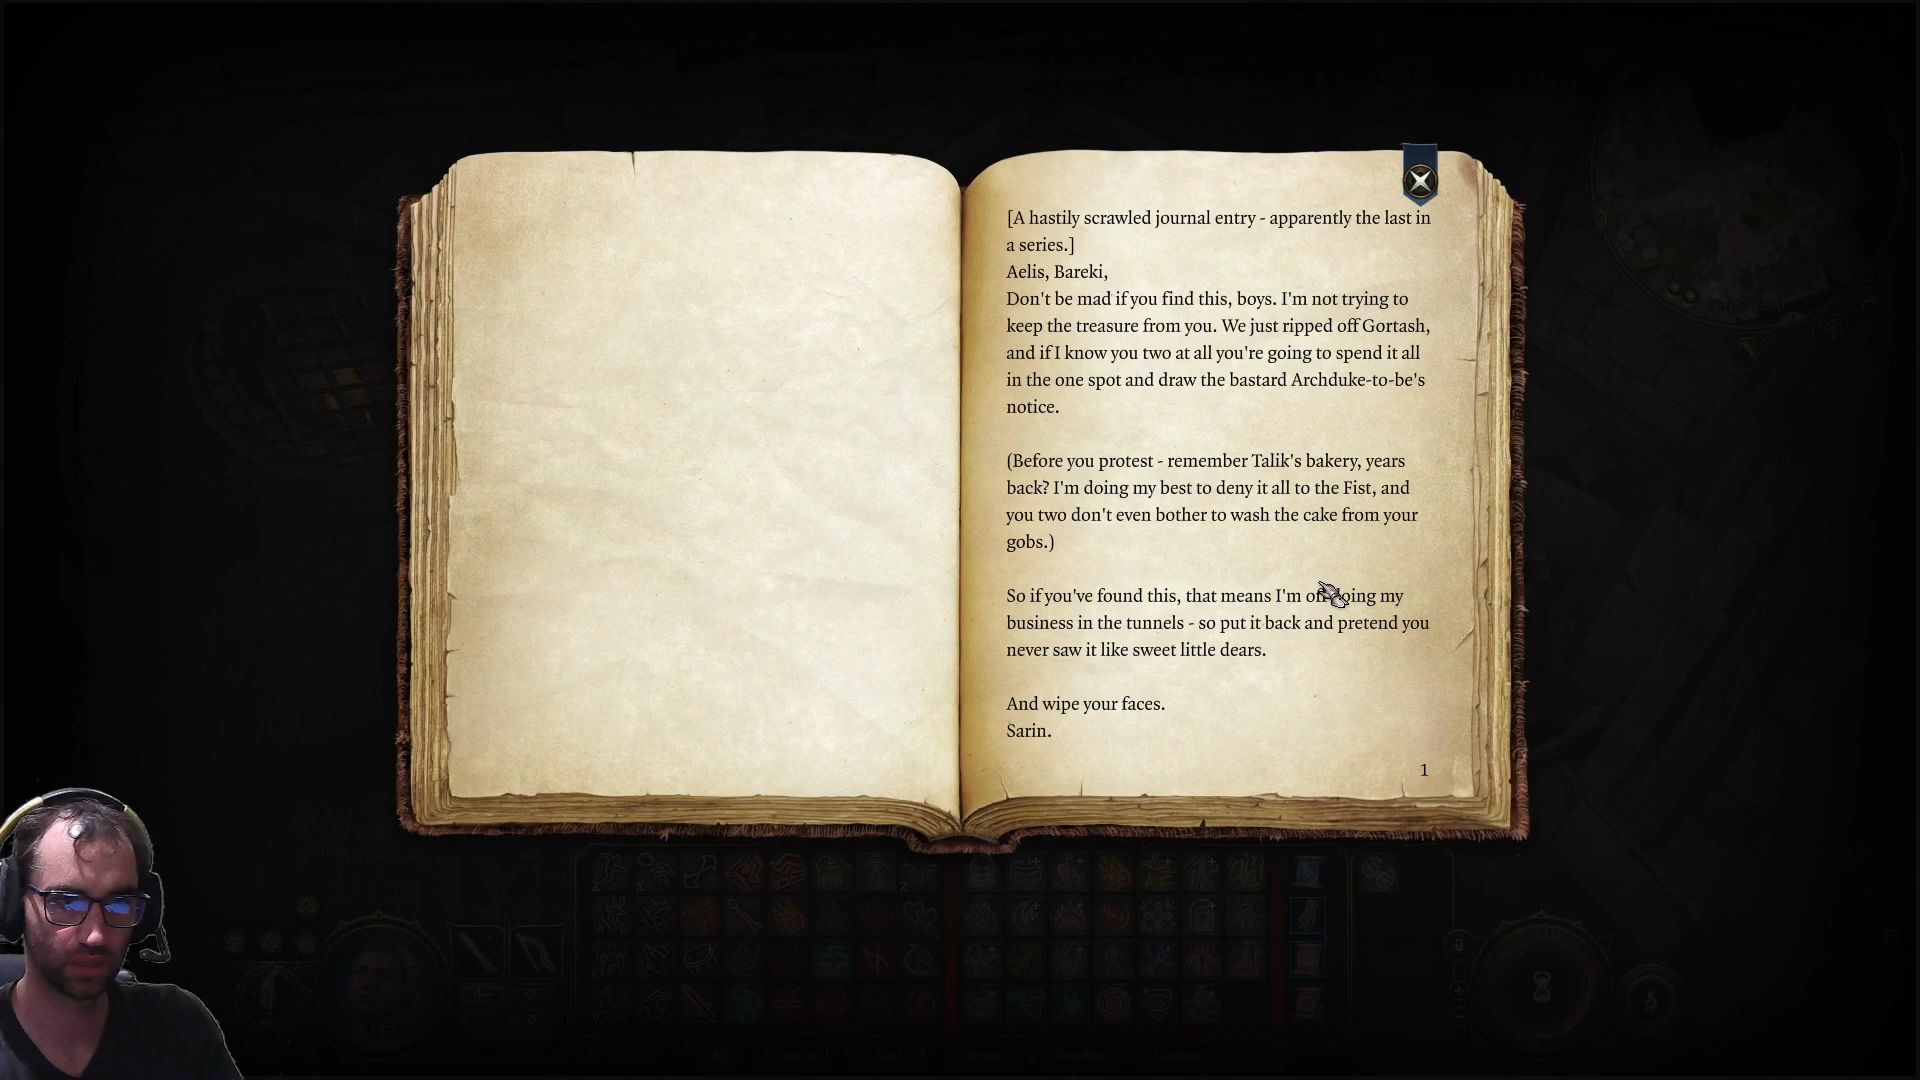 [A hastily scrawled journal entry - apparently the last in
a series.]
Aelis, Bareki,
Don't be mad if you find this, boys. I'm not trying to
keep the treasure from you. We just ripped off Gortash,
and if I know you two at all you're going to spend it all
in the one spot and draw the bastard Archduke-to-be's
notice.
(Before you protest - remember Talik's bakery, years
back? I'm doing my best to deny it all to the Fist, and
you two don't even bother to wash the cake from your
gobs.)
So if you've found this, that means I'm my
business in the tunnels - so put it back and pretend you
never saw it like sweet little dears.
And wipe your faces.
Sarin.
1